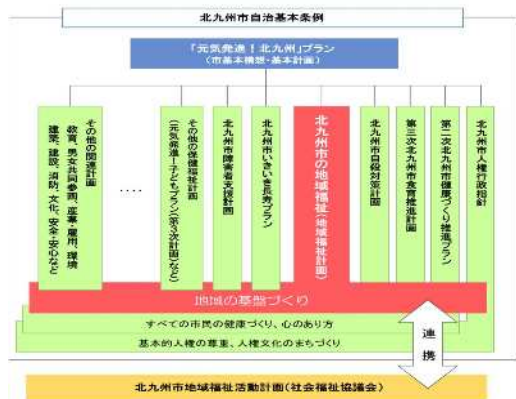 北九州市自治基本条例
「元気発進!北九州」プラン
(市基本構想・基本計画)
その他の関連計画
教育、男女共同参画、産業・雇用、環境
建築、建設、消防、文化、安全・安心など
・・・・
その他の保健福祉計画
(元気発進!子どもプラン(第3次計画)など)
北九州市障害者支援計画
北九州市いきいき長寿プラン
北九州市の地域福祉(地域福祉計画)
北九州市自殺対策計画
第三次北九州市食育推進計画
第二次北九州市健康づくり推進プラン
北九州市人権行政指針
地域の基盤づくり
すべての市民の健康づくり、心のあり方
基本的人権の尊重、人権文化のまちづくり
連携
北九州市地域福祉活動計画(社会福祉協議会)